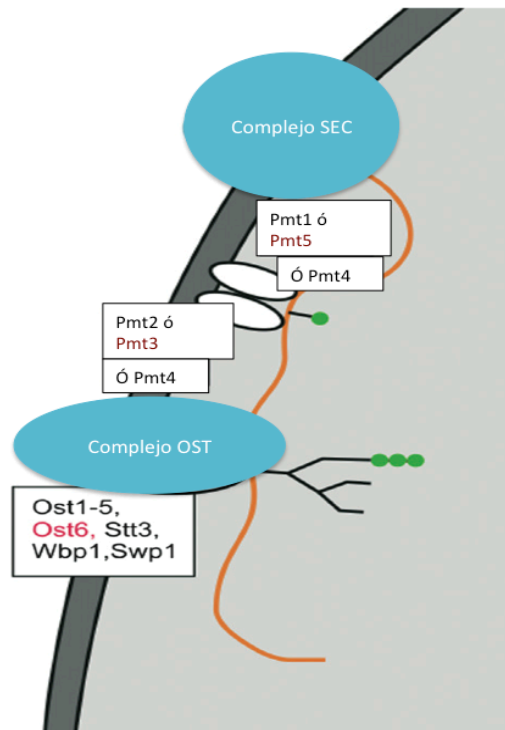 Complejo SEC
Pmt1 ó
Pmt5
Ó Pmt4
Pmt2 ó
Pmt3
Ó Pmt4
Complejo OST
Ost1-5,
Ost6, Stt3,
Wbp1,Swp1